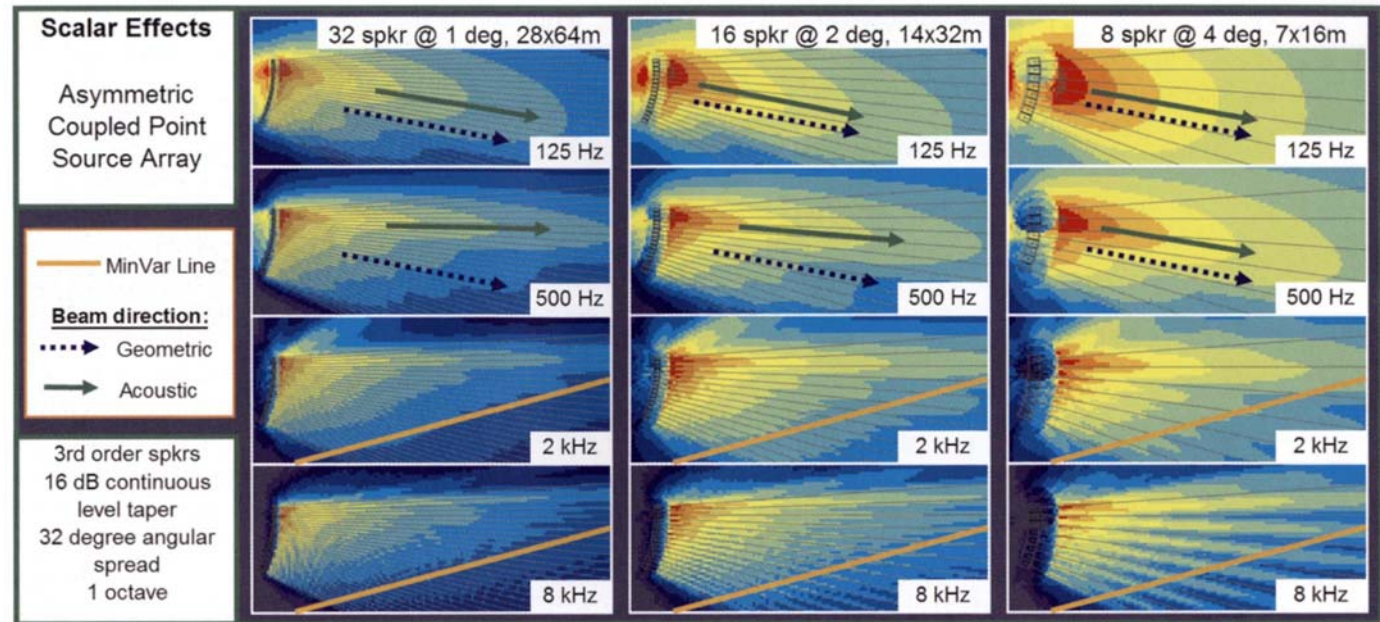 Scalar Effects
Asymmetric
Coupled Point
Source Array
MinVar Line
Beam direction:
Geometric
Acoustic
3rd order spkrs
16 dB continuous
level taper
32 degree angular
spread
1 octave
32 spkr @ 1 deg, 28x64m
125 Hz
500 Hz
2 kHz
8 kHz
16 spkr @ 2 deg, 14x32m
125 Hz
500 Hz
2 kHz
8 kHz
8 spkr @ 4 deg, 7x16m
125 Hz
500 Hz
2 kHz
8 kHz